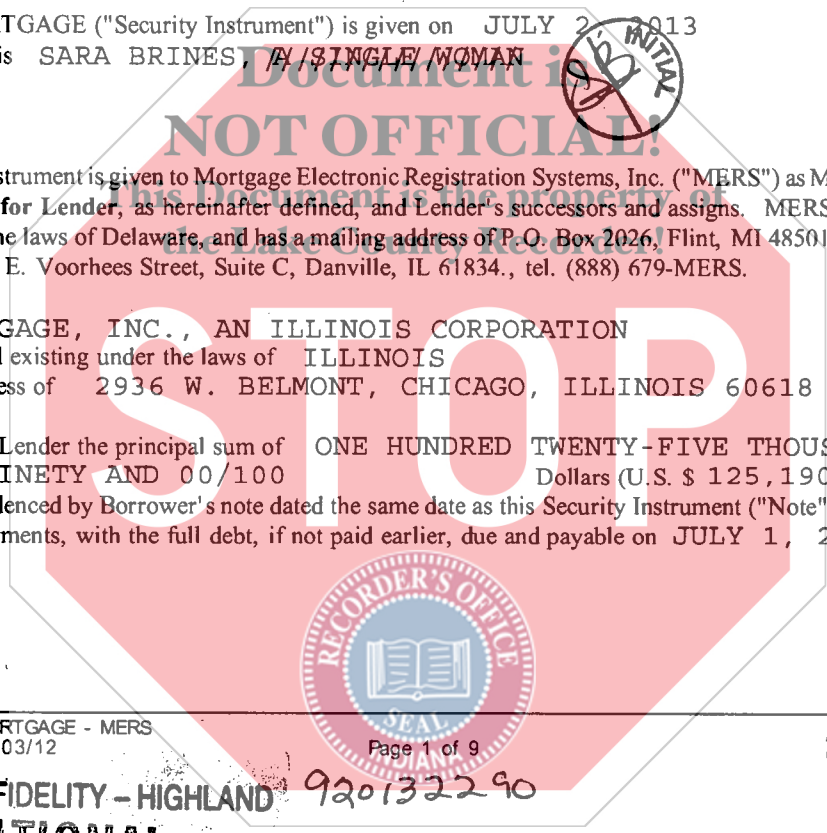 TGAGE ("Security Instrument") is given on JULY 2, 2013
is SARA BRINES, A SINGLE WOMAN
INITIAL
Document is
NOT OFFICIAL!
This Document is the property of
the Lake County Recorder!
strument is given to Mortgage Electronic Registration Systems, Inc. ("MERS") as M
for Lender, as hereinafter defined, and Lender's successors and assigns. MERS
he laws of Delaware, and has a mailing address of P.O. Box 2026, Flint, MI 48501
E. Voorhees Street, Suite C, Danville, IL 61834., tel. (888) 679-MERS.
GAGE, INC., AN ILLINOIS CORPORATION
existing under the laws of ILLINOIS
ess of 2936 W. BELMONT, CHICAGO, ILLINOIS 60618
STOP
Lender the principal sum of ONE HUNDRED TWENTY-FIVE THOUS
INETY AND 00/100 Dollars (U.S. $ 125,190
lenced by Borrower's note dated the same date as this Security Instrument ("Note"
ments, with the full debt, if not paid earlier, due and payable on JULY 1, 2
RECORDER'S OFFICE
SEAL
INDIANA
RTGAGE - MERS
03/12
Page 1 of 9
FIDELITY – HIGHLAND
920132290